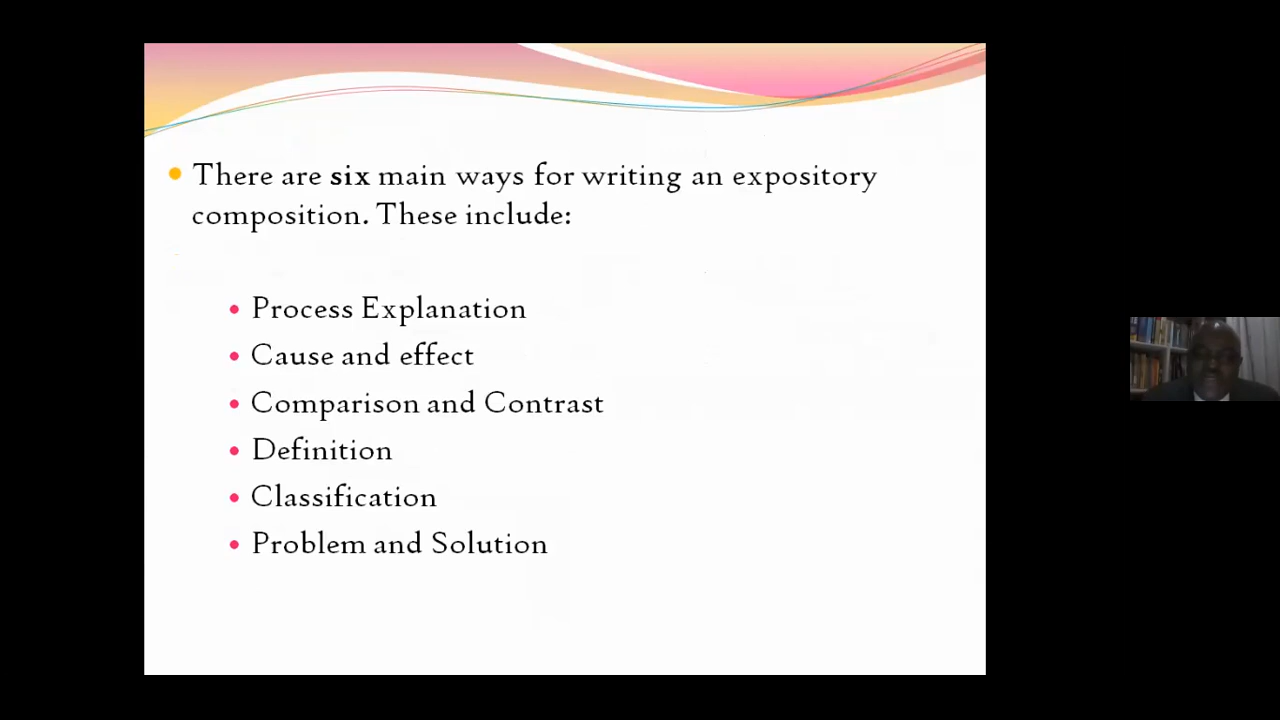 There are six main ways for writing an expository
composition. These include:
Process Explanation
Cause and effect
Comparison and Contrast
Definition
Classification
Problem and Solution